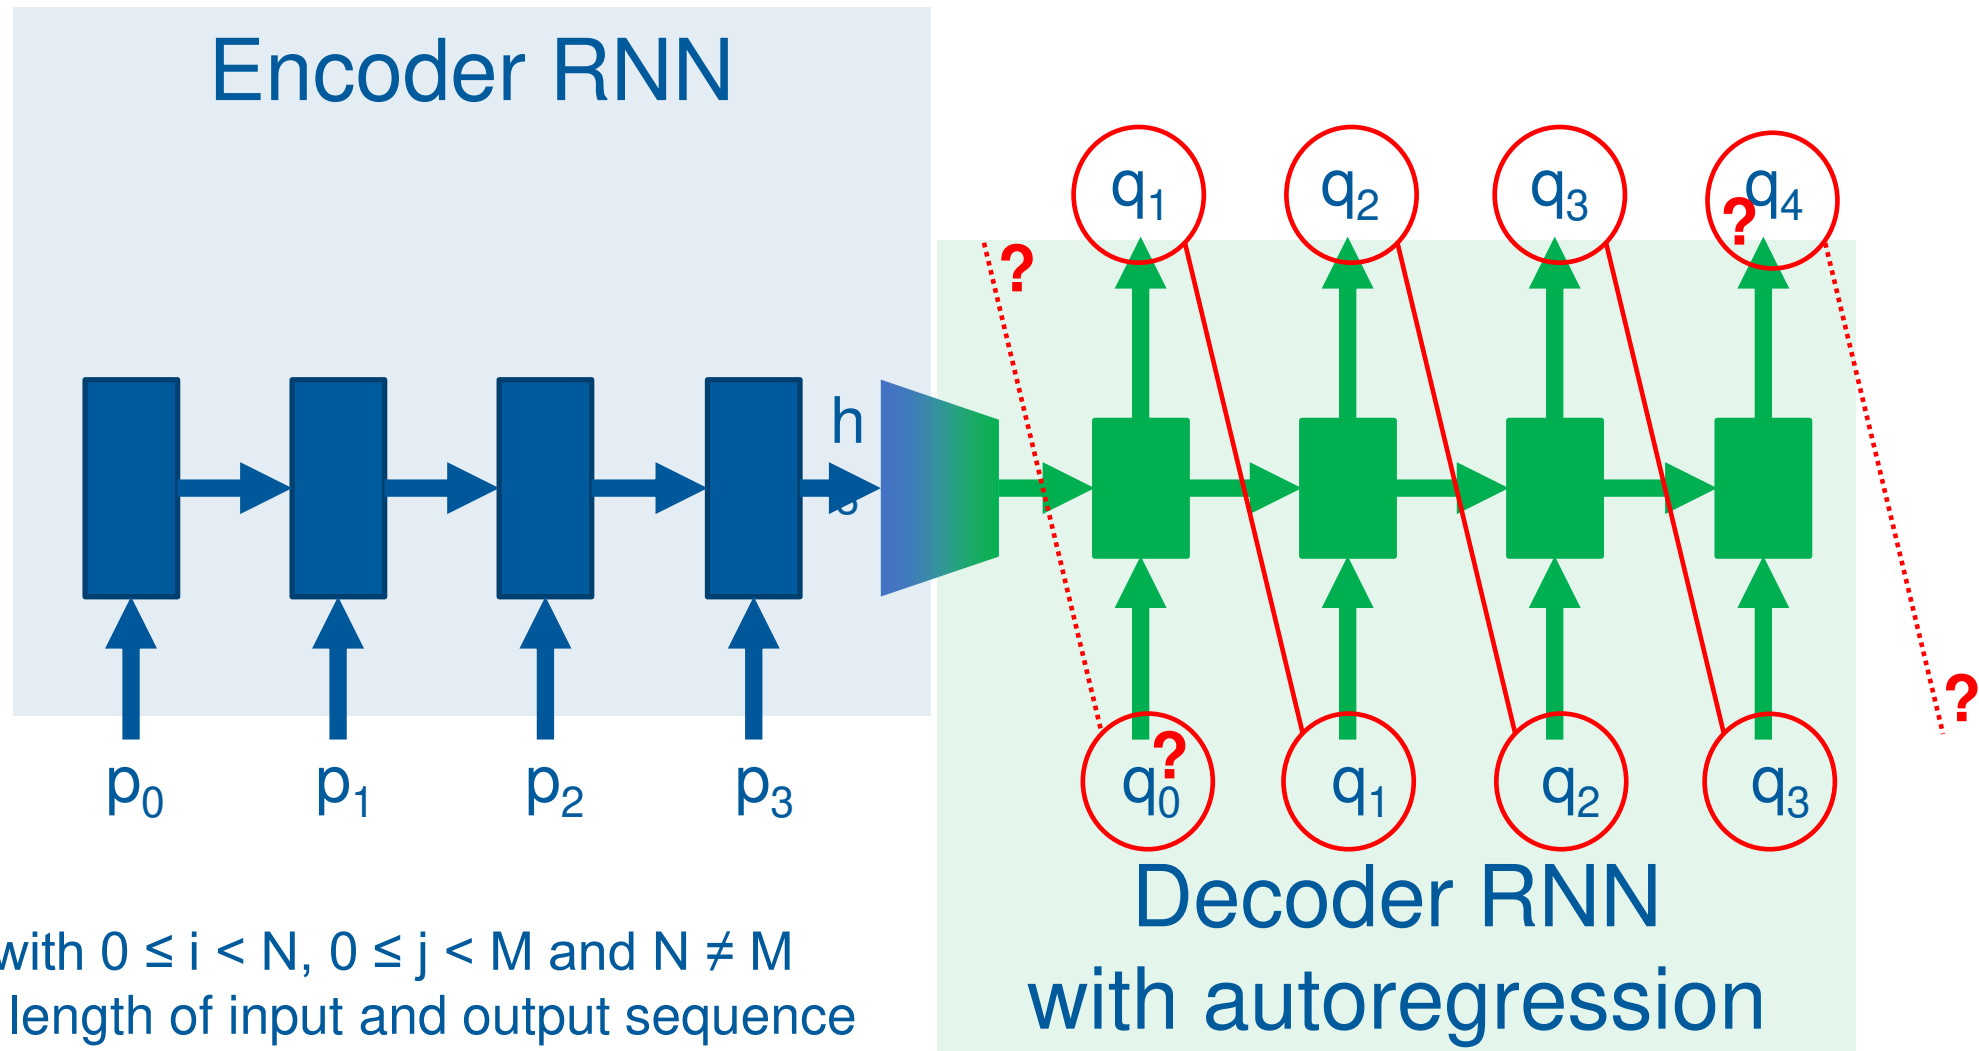 Encoder RNN
q1 q2 q3 q4
? ?
h
p0 p1 p2 p3
q0 q1 q2 q3
? ?
Decoder RNN
with autoregression
with 0 ≤ i < N, 0 ≤ j < M and N ≠ M
length of input and output sequence